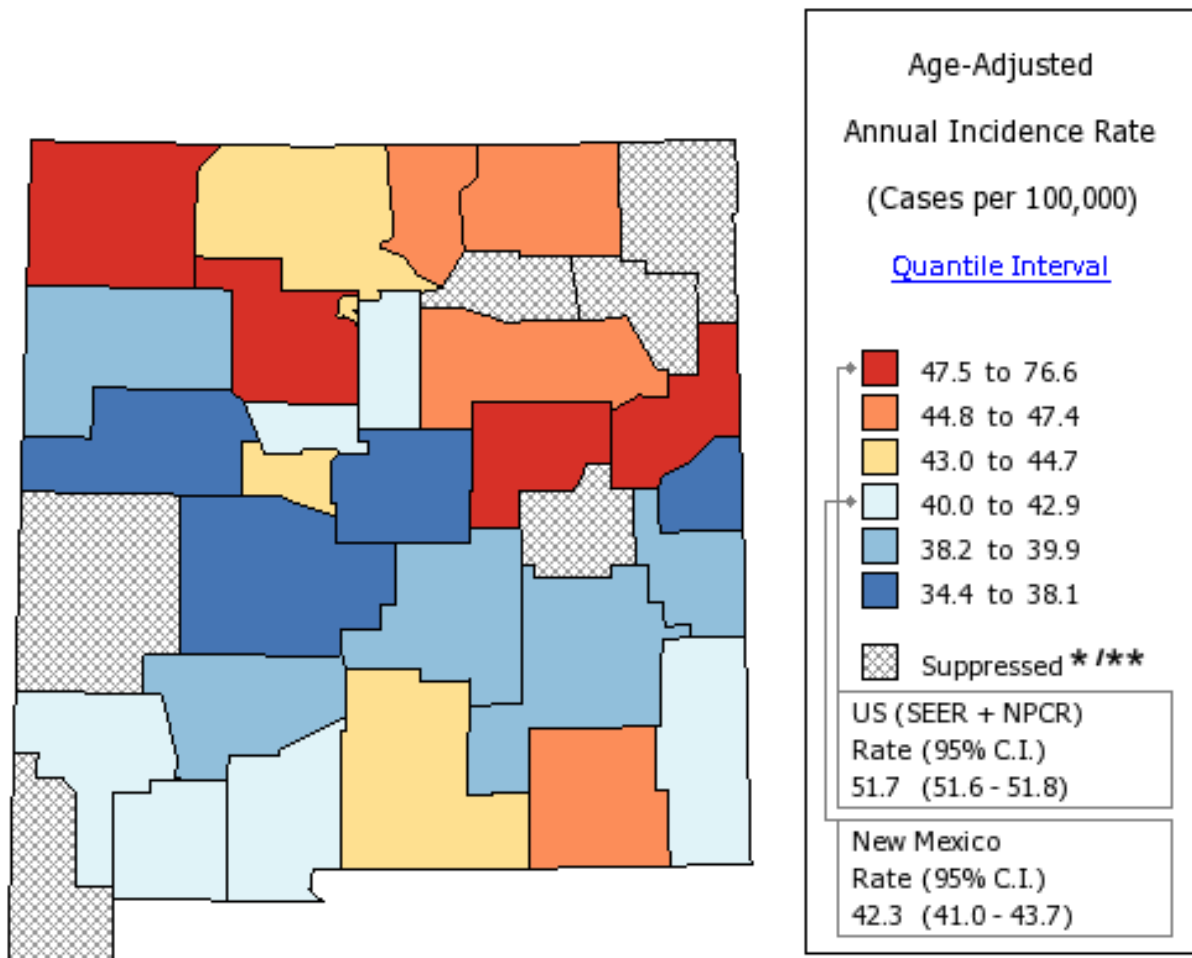 Age-Adjusted
Annual Incidence Rate
(Cases per 100,000)
Quantile Interval
47.5 to 76.6
44.8 to 47.4
43.0 to 44.7
40.0 to 42.9
38.2 to 39.9
34.4 to 38.1
Suppressed */**
US (SEER + NPCR)
Rate (95% C.I.)
51.7 (51.6 - 51.8)
New Mexico
Rate (95% C.I.)
42.3 (41.0 - 43.7)